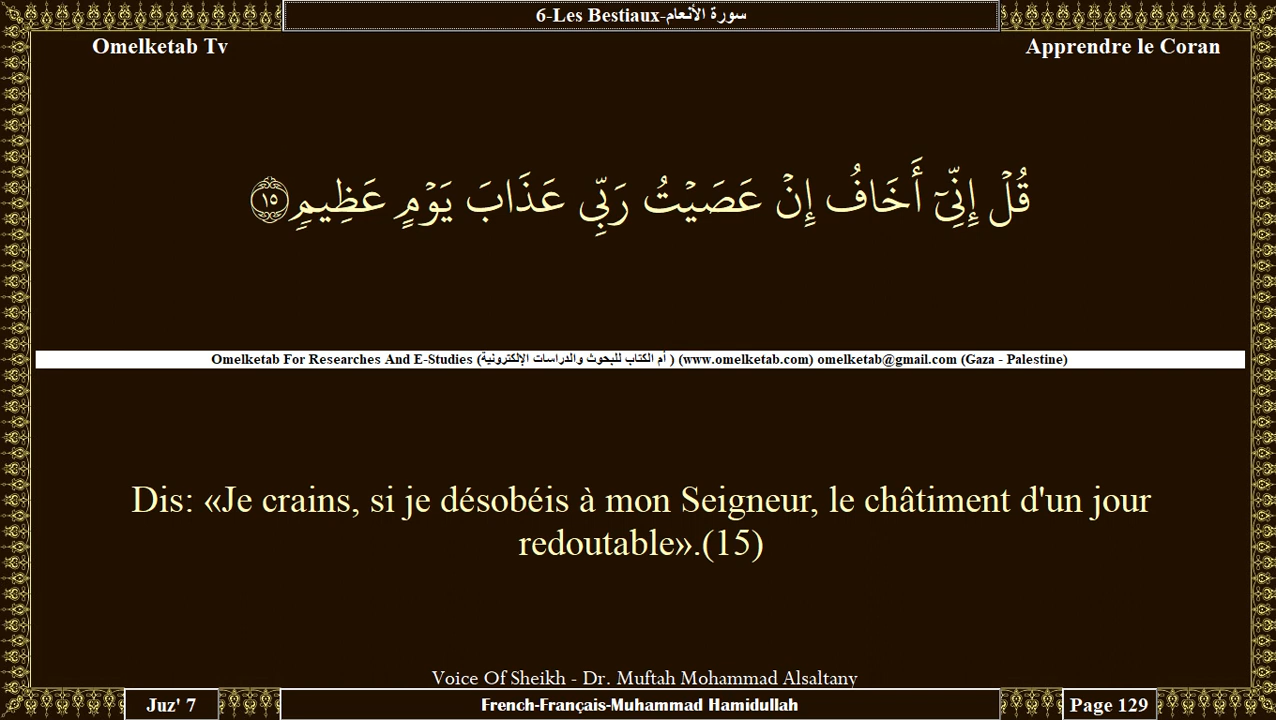 6-Les Bestiaux-سورة الأنعام
Omelketab Tv
Apprendre le Coran
قُلۡ إِنِّيٓ أَخَافُ إِنۡ عَصَيۡتُ رَبِّي عَذَابَ يَوۡمٍ عَظِيمٖ ١٥
Omelketab For Researches And E-Studies (أم الكتاب للبحوث والدراسات الإلكترونية ) (www.omelketab.com) omelketab@gmail.com (Gaza - Palestine)
Dis: «Je crains, si je désobéis à mon Seigneur, le châtiment d'un jour
redoutable».(15)
Voice Of Sheikh - Dr. Muftah Mohammad Alsaltany
Juz' 7
French-Français-Muhammad Hamidullah
Page 129